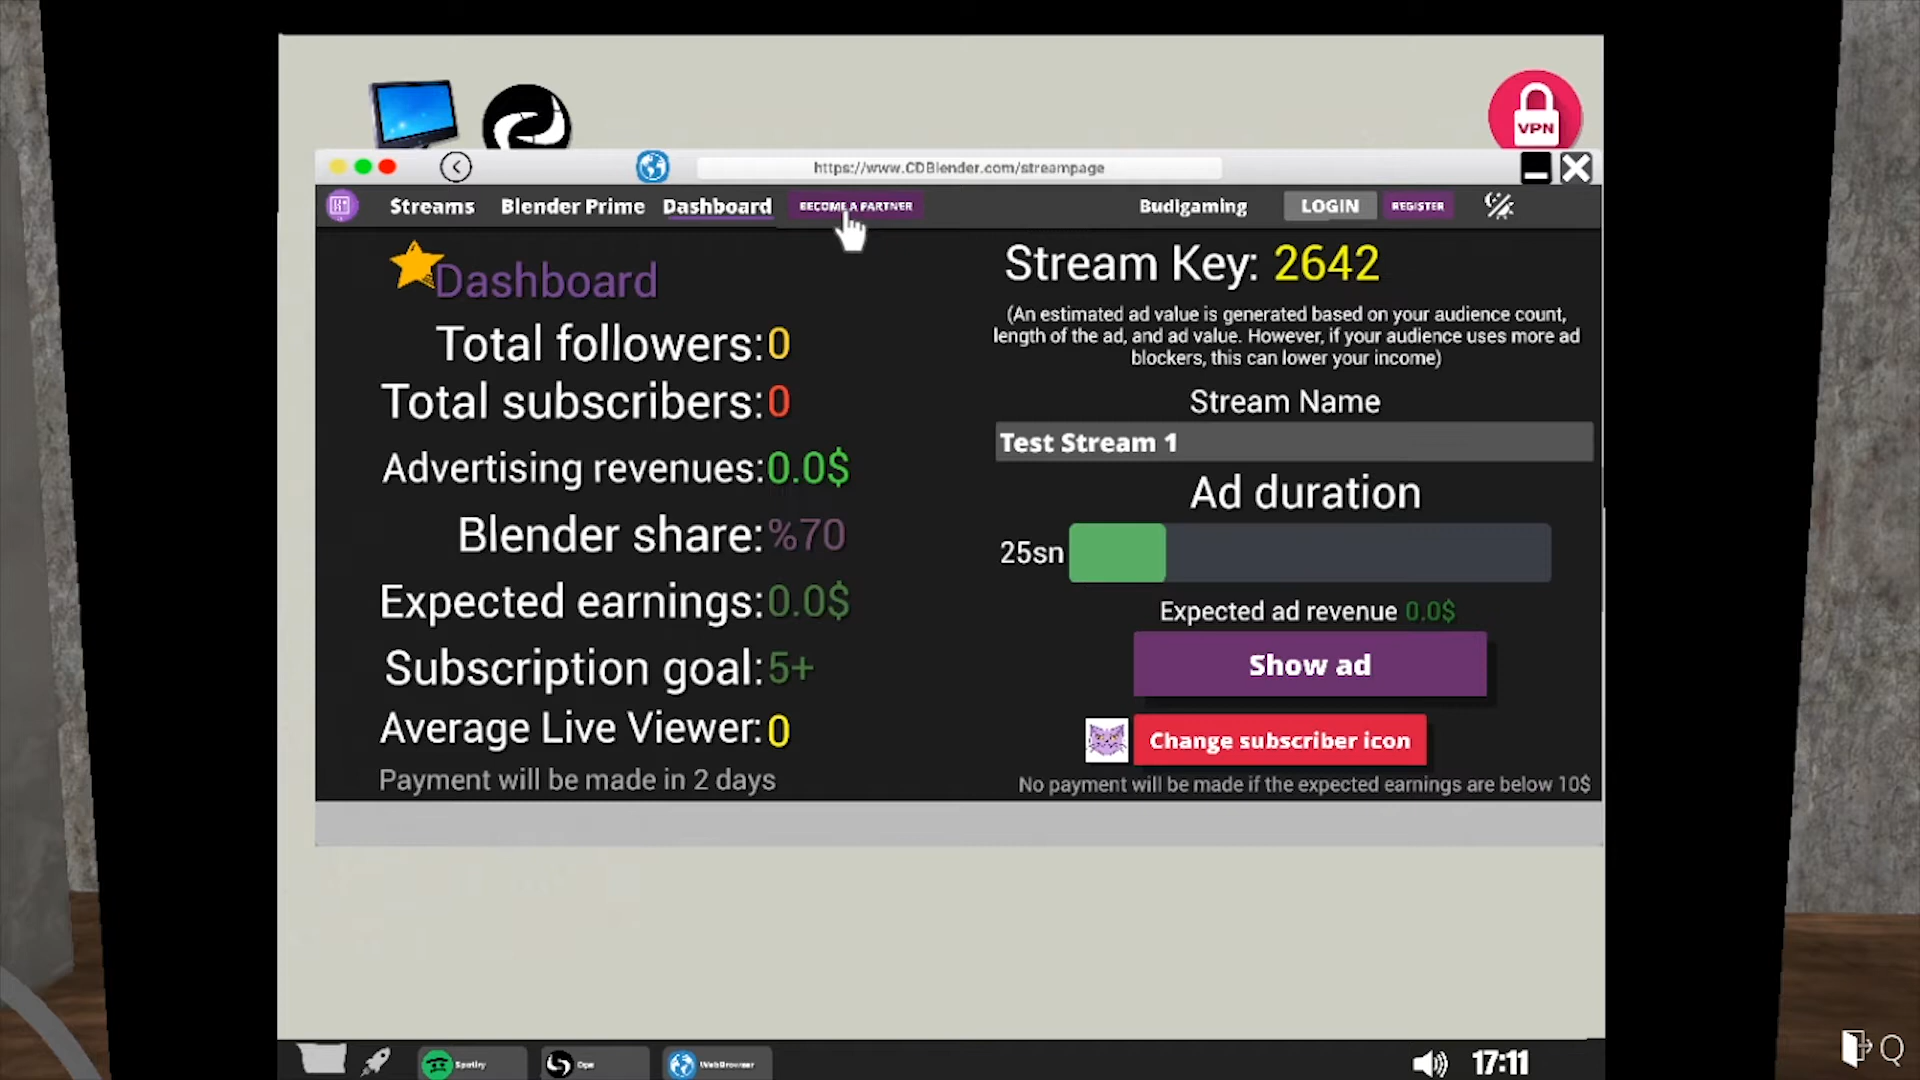 VPN
https://www.CDBlender.com/streampage
Streams Blender Prime Dashboard BECOME A PARTNER Budigaming LOGIN REGISTER
Dashboard
Total followers:0
Total subscribers:0
Advertising revenues:0.0$
Blender share:%70
Expected earnings:0.0$
Subscription goal:5+
Average Live Viewer:0
Payment will be made in 2 days
Stream Key: 2642
(An estimated ad value is generated based on your audience count,
length of the ad, and ad value. However, if your audience uses more ad
blockers, this can lower your income)
Stream Name
Test Stream 1
Ad duration
25sn
Expected ad revenue 0.0$
Show ad
Change subscriber icon
No payment will be made if the expected earnings are below 10$
WebBrowser
17:11
Q